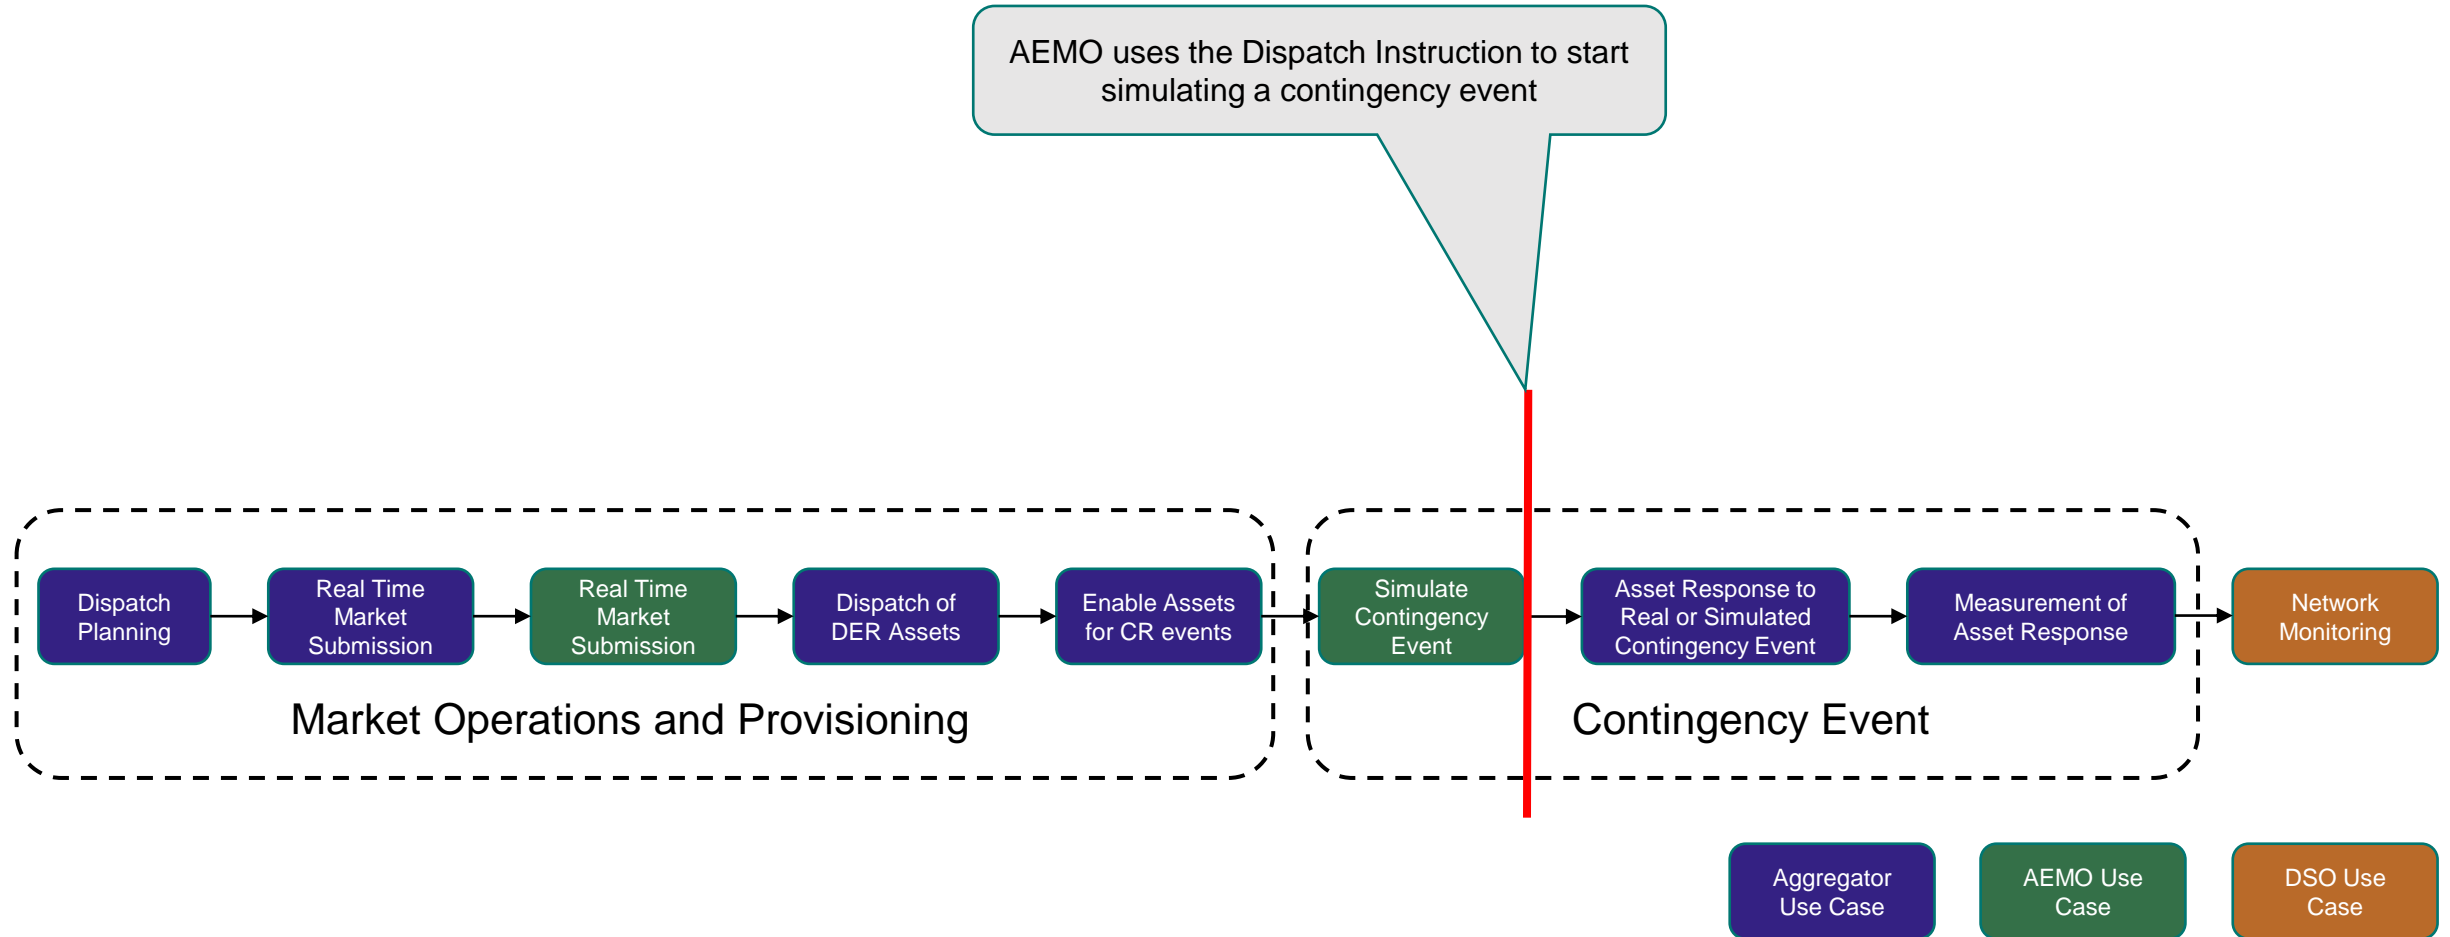 AEMO uses the Dispatch Instruction to start
simulating a contingency event
Dispatch
Planning
Real Time
Market
Submission
Real Time
Market
Submission
Dispatch of
DER Assets
Enable Assets
for CR events
Simulate
Contingency
Event
Asset Response to
Real or Simulated
Contingency Event
Measurement of
Asset Response
Network
Monitoring
Market Operations and Provisioning
Contingency Event
Aggregator
Use Case
AEMO Use
Case
DSO Use
Case